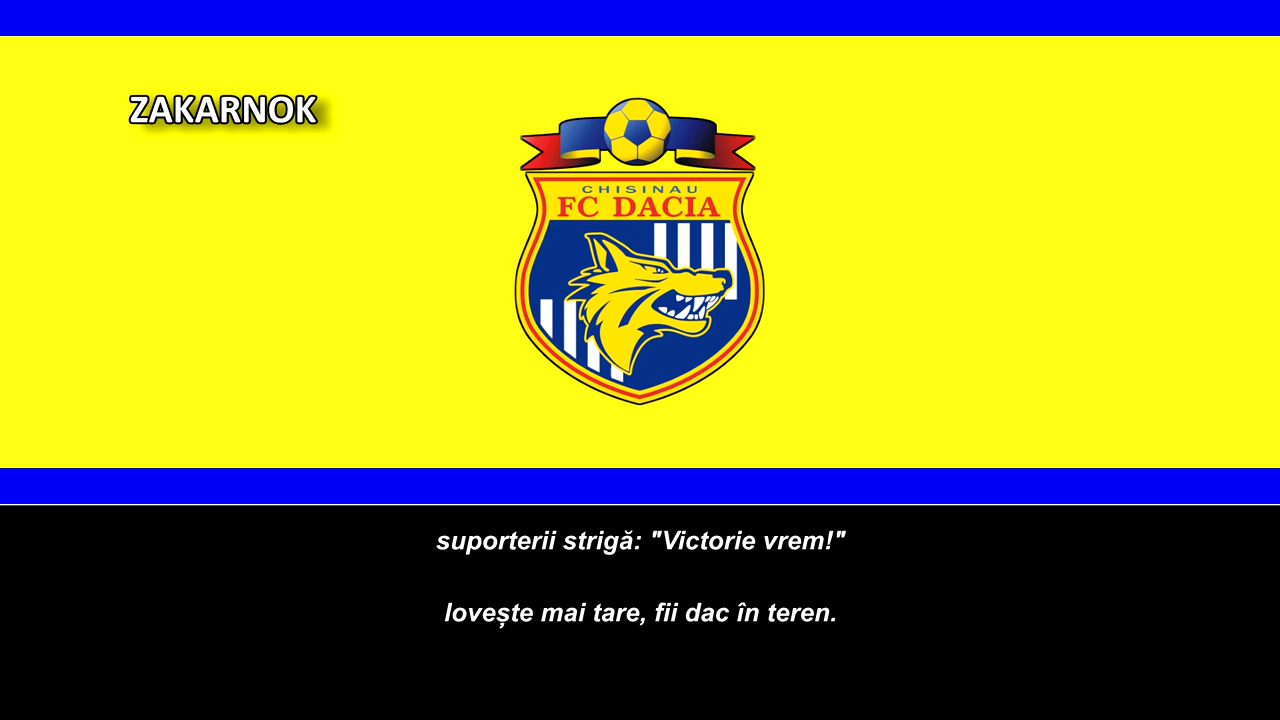 ZAKARNOK
CHISINAU
FC DACIA
suporterii strigă: "Victorie vrem!"
lovește mai tare, fii dac în teren.